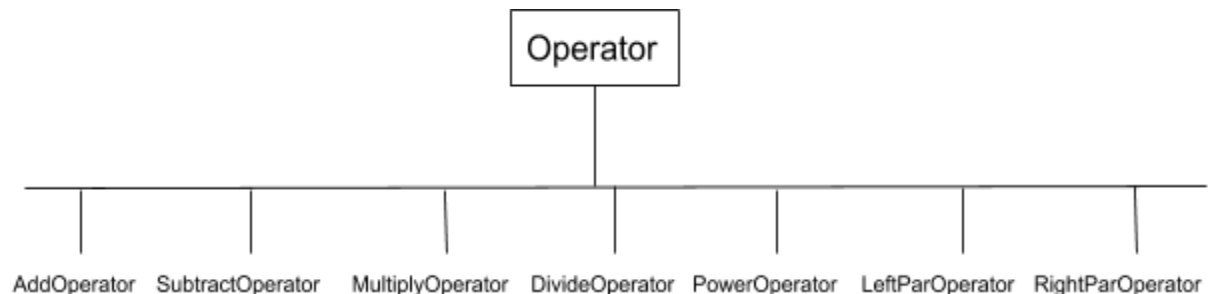 Operator
AddOperator SubtractOperator MultiplyOperator DivideOperator PowerOperator LeftParOperator RightParOperator